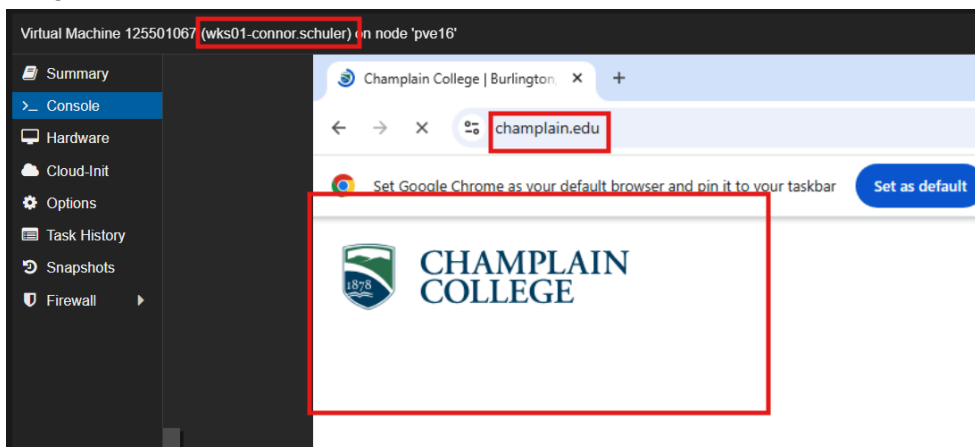 Virtual Machine 125501067 (wks01-connor.schuler) on node 'pve16'
Summary
Console
Hardware
Cloud-Init
Options
Task History
Snapshots
Firewall
Champlain College | Burlington,
champlain.edu
Set Google Chrome as your default browser and pin it to your taskbar
Set as default
1878
CHAMPLAIN
COLLEGE